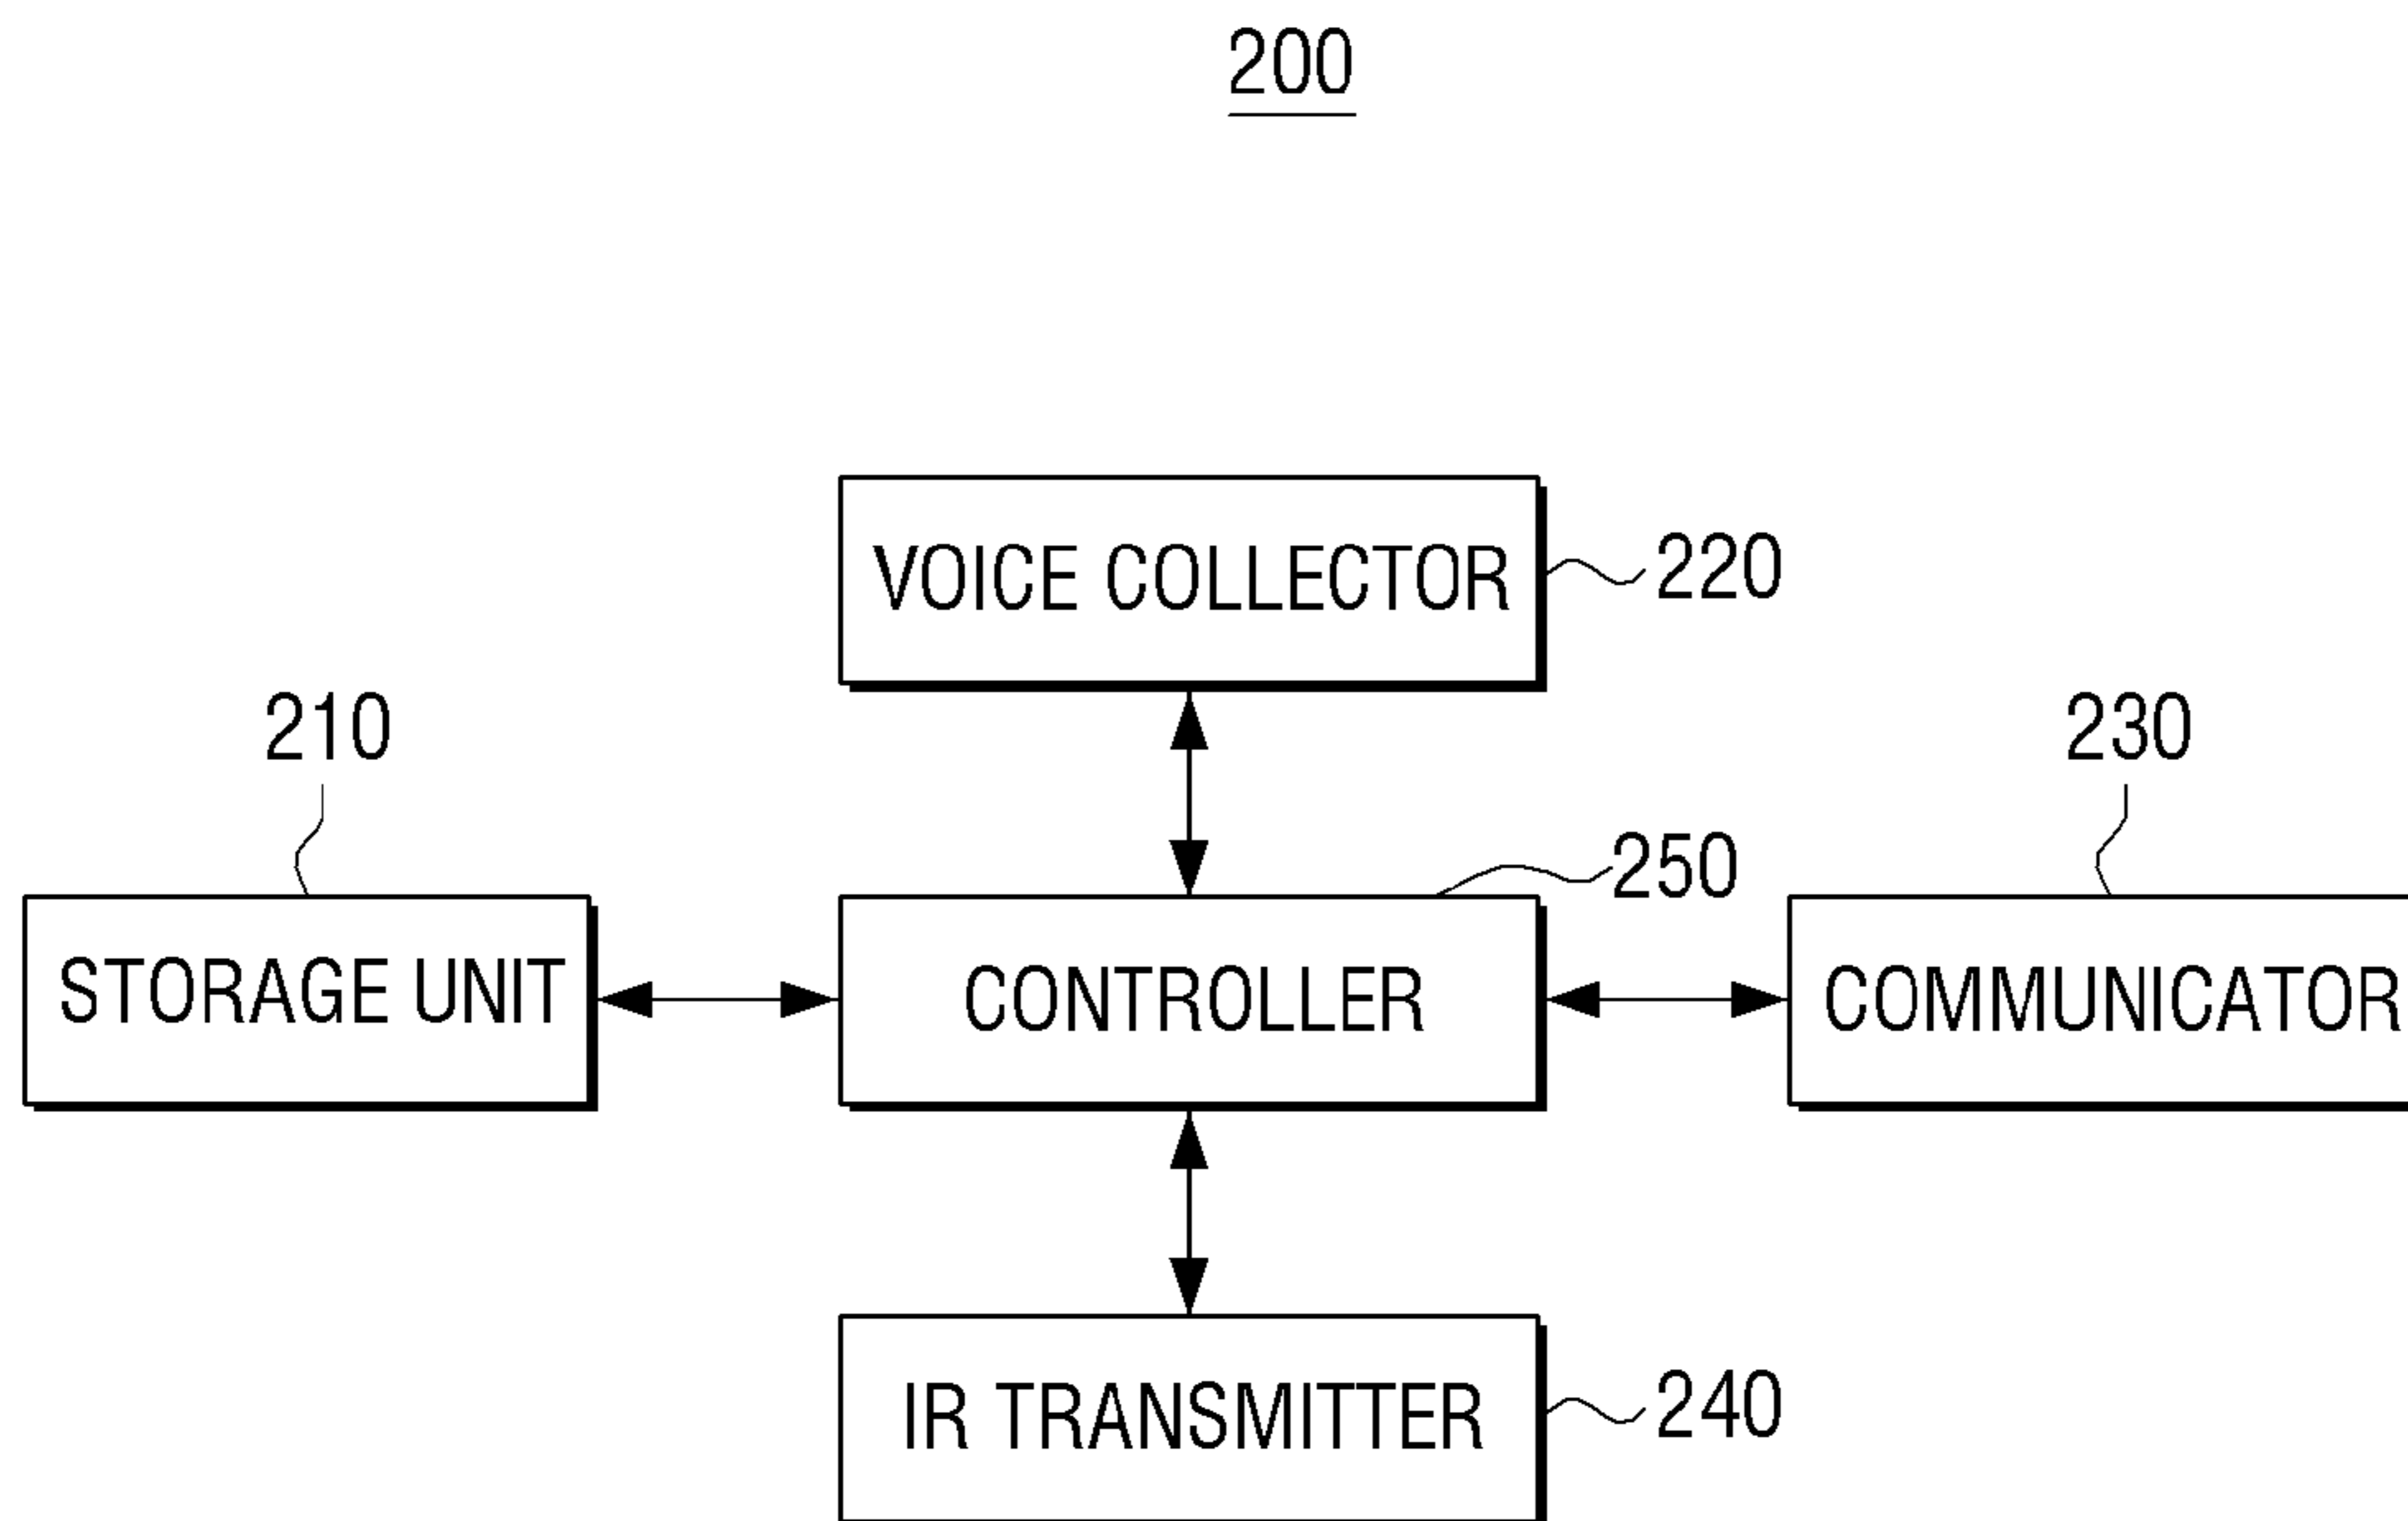 200
VOICE COLLECTOR
220
210
230
250
STORAGE UNIT
CONTROLLER
COMMUNICATOR
IR TRANSMITTER
240